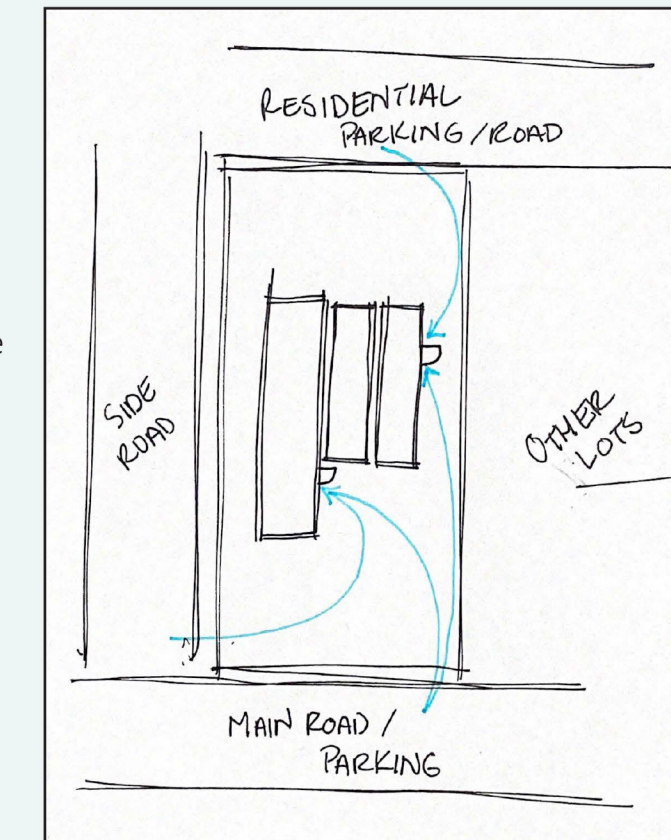 RESIDENTIAL
PARKING / ROAD
SIDE
ROAD
OTHER
LOTS
MAIN ROAD /
PARKING
e